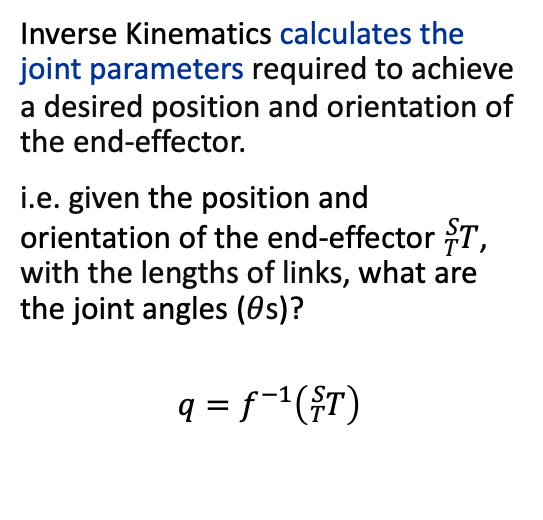 Inverse Kinematics calculates the
joint parameters required to achieve
a desired position and orientation of
the end-effector.
i.e. given the position and
orientation of the end-effector ${}^{S}_{T}T$,
with the lengths of links, what are
the joint angles (θs)?
$q = f^{-1}({}^{S}_{T}T)$